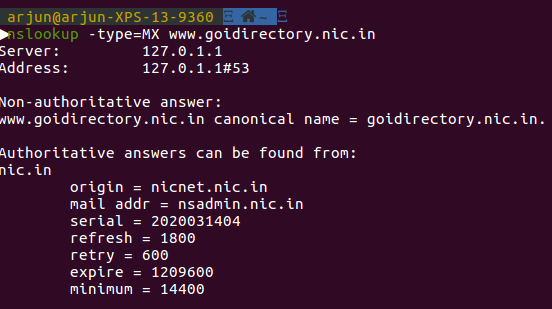 arjun@arjun-XPS-13-9360 ~
nslookup -type=MX www.goidirectory.nic.in
Server: 127.0.1.1
Address: 127.0.1.1#53
Non-authoritative answer:
www.goidirectory.nic.in canonical name = goidirectory.nic.in.
Authoritative answers can be found from:
nic.in
origin = nicnet.nic.in
mail addr = nsadmin.nic.in
serial = 2020031404
refresh = 1800
retry = 600
expire = 1209600
minimum = 14400